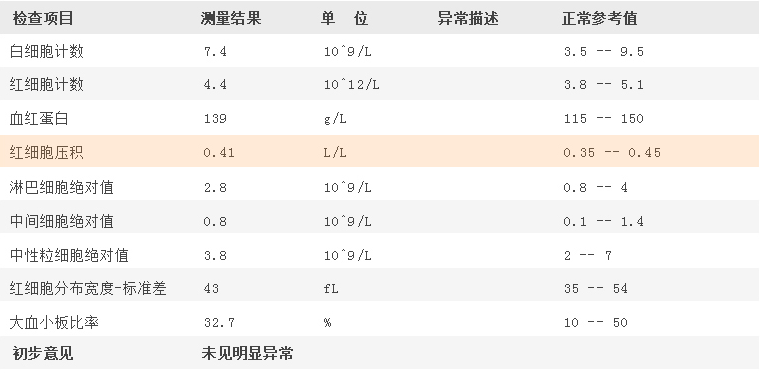 检查项目 测量结果 单 位 异常描述 正常参考值
白细胞计数 7.4 10^9/L 3.5 -- 9.5
红细胞计数 4.4 10^12/L 3.8 -- 5.1
血红蛋白 139 g/L 115 -- 150
红细胞压积 0.41 L/L 0.35 -- 0.45
淋巴细胞绝对值 2.8 10^9/L 0.8 -- 4
中间细胞绝对值 0.8 10^9/L 0.1 -- 1.4
中性粒细胞绝对值 3.8 10^9/L 2 -- 7
红细胞分布宽度-标准差 43 fL 35 -- 54
大血小板比率 32.7 % 10 -- 50
初步意见 未见明显异常